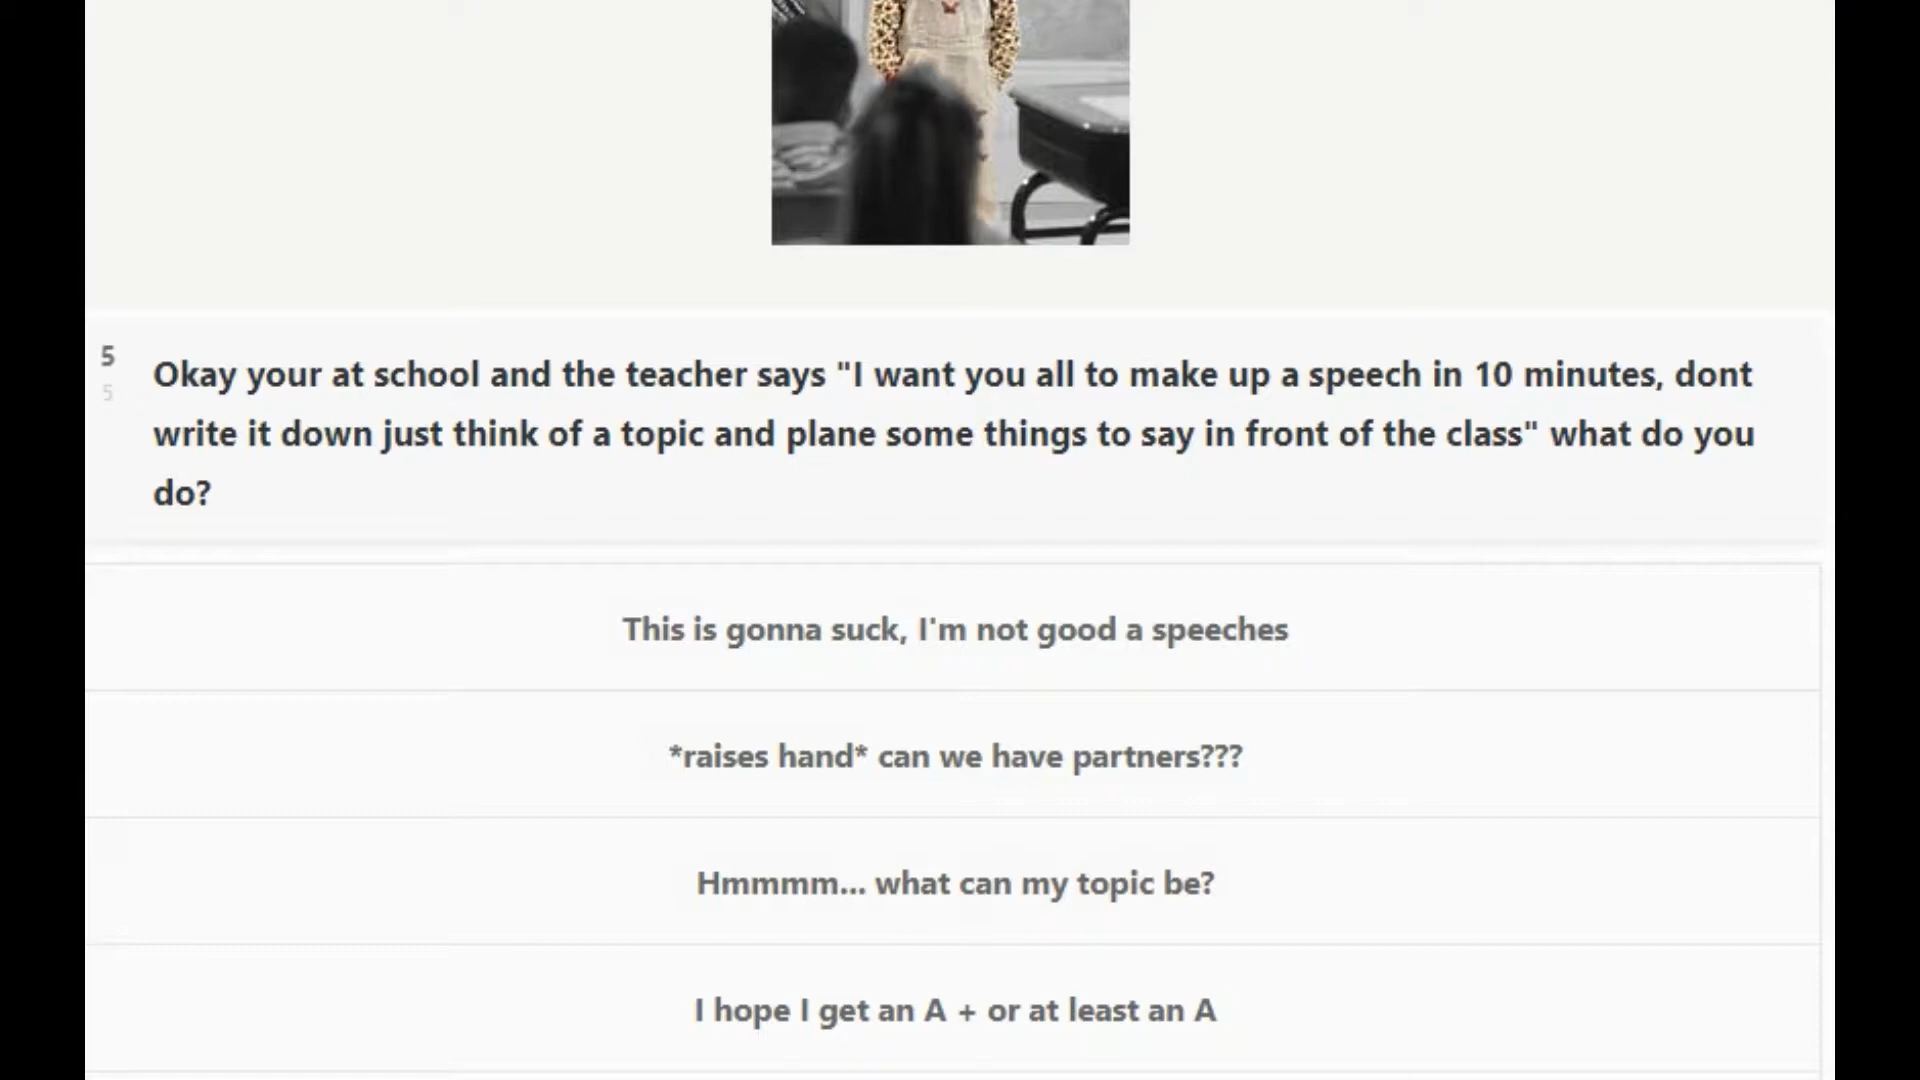 5
5
Okay your at school and the teacher says "I want you all to make up a speech in 10 minutes, dont
write it down just think of a topic and plane some things to say in front of the class" what do you
do?
This is gonna suck, I'm not good a speeches
*raises hand* can we have partners???
Hmmmm... what can my topic be?
I hope I get an A + or at least an A